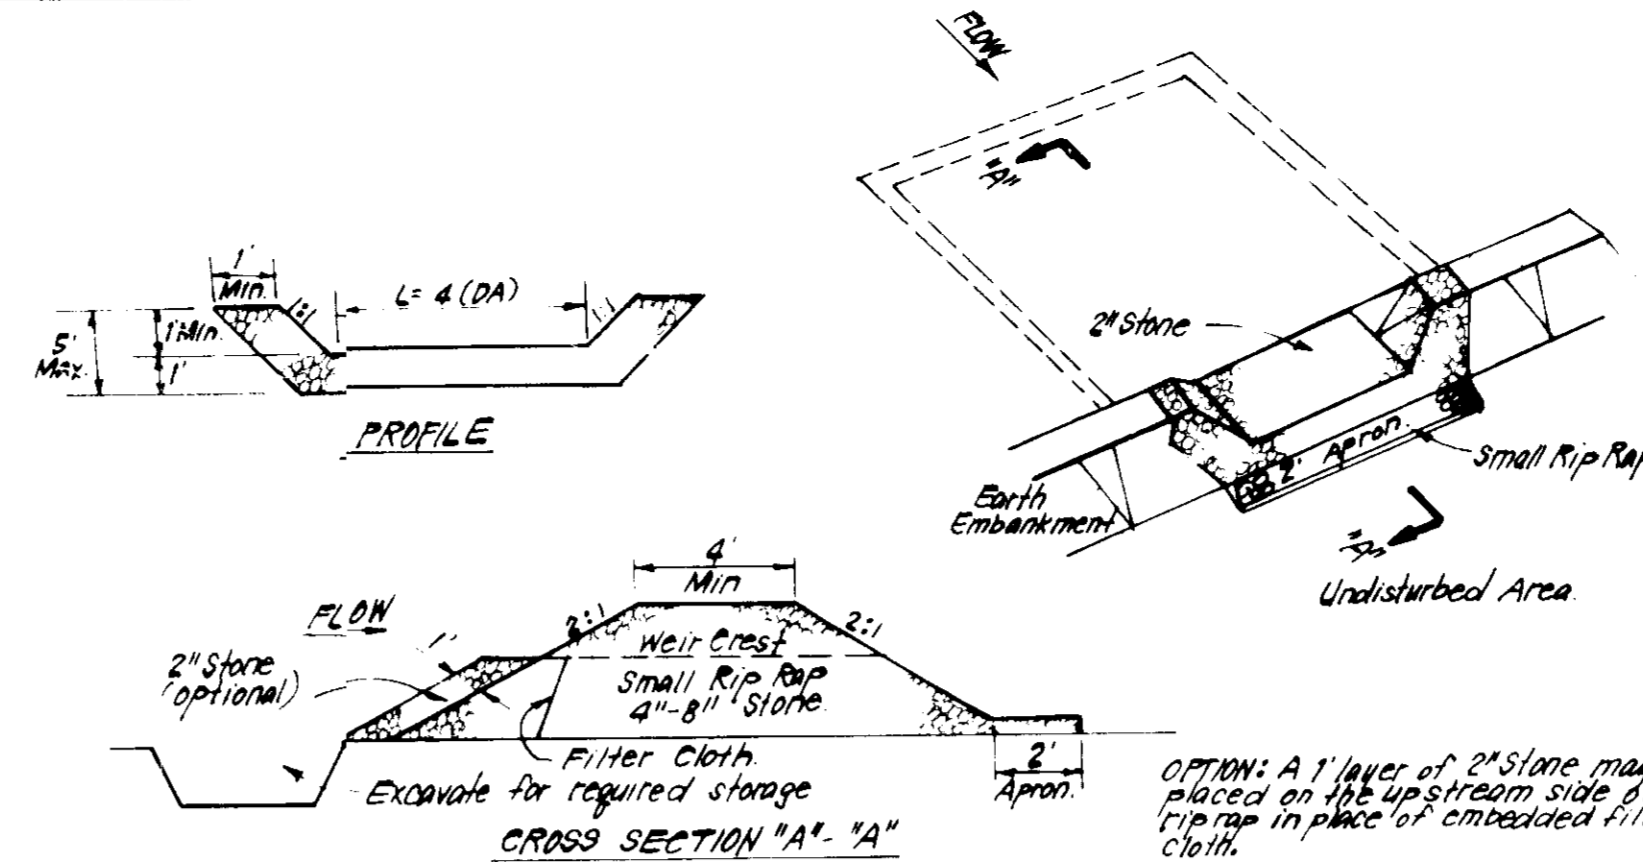 FLOW
"A"
1'
Min.
1:1
L= 4 (DA)
1:1
5'
Max.
1' Min.
1'
PROFILE
2" Stone
2' Apron.
Small Rip Rap
Earth
Embankment
"A"
Undisturbed Area.
4'
Min
FLOW
1'
2:1
2:1
Weir Crest
2" Stone
(optional)
Small Rip Rap
4"-8" Stone.
Filter Cloth.
2'
Apron.
Excavate for required storage
CROSS SECTION "A"- "A"
OPTION: A 1' layer of 2" Stone
placed on the upstream side
rip rap in place of embedded
cloth.